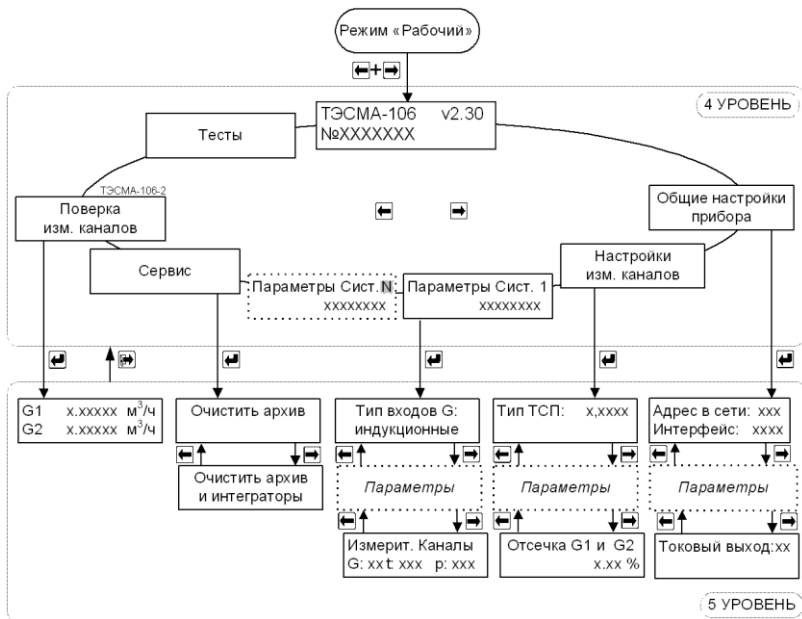 Режим «Рабочий»
+
4 УРОВЕНЬ
ТЭСМА-106 v2.30
№XXXXXXX
Тесты
ТЭСМА-106-2
Поверка
изм. каналов
Общие настройки
прибора
Сервис
Настройки
изм. каналов
Параметры Сист.N
xxxxxxxx
Параметры Сист. 1
xxxxxxxx
G1 x.xxxxx м³/ч
G2 x.xxxxx м³/ч
Очистить архив
Тип входов G:
индукционные
Тип ТСП: x,xxxx
Адрес в сети: xxx
Интерфейс: xxxx
Очистить архив
и интеграторы
Параметры
Параметры
Параметры
Измерит. Каналы
G: xxt xxx p: xxx
Отсечка G1 и G2
x.xx %
Токовый выход:xx
5 УРОВЕНЬ